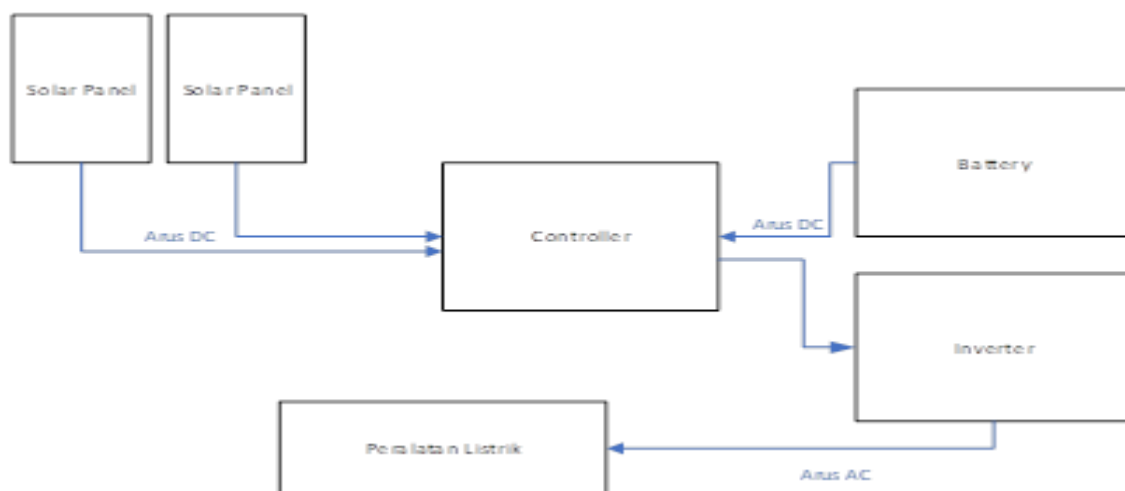 Solar Panel
Solar Panel
Battery
Arus DC
Controller
Arus DC
Inverter
Peralatan Listrik
Arus AC